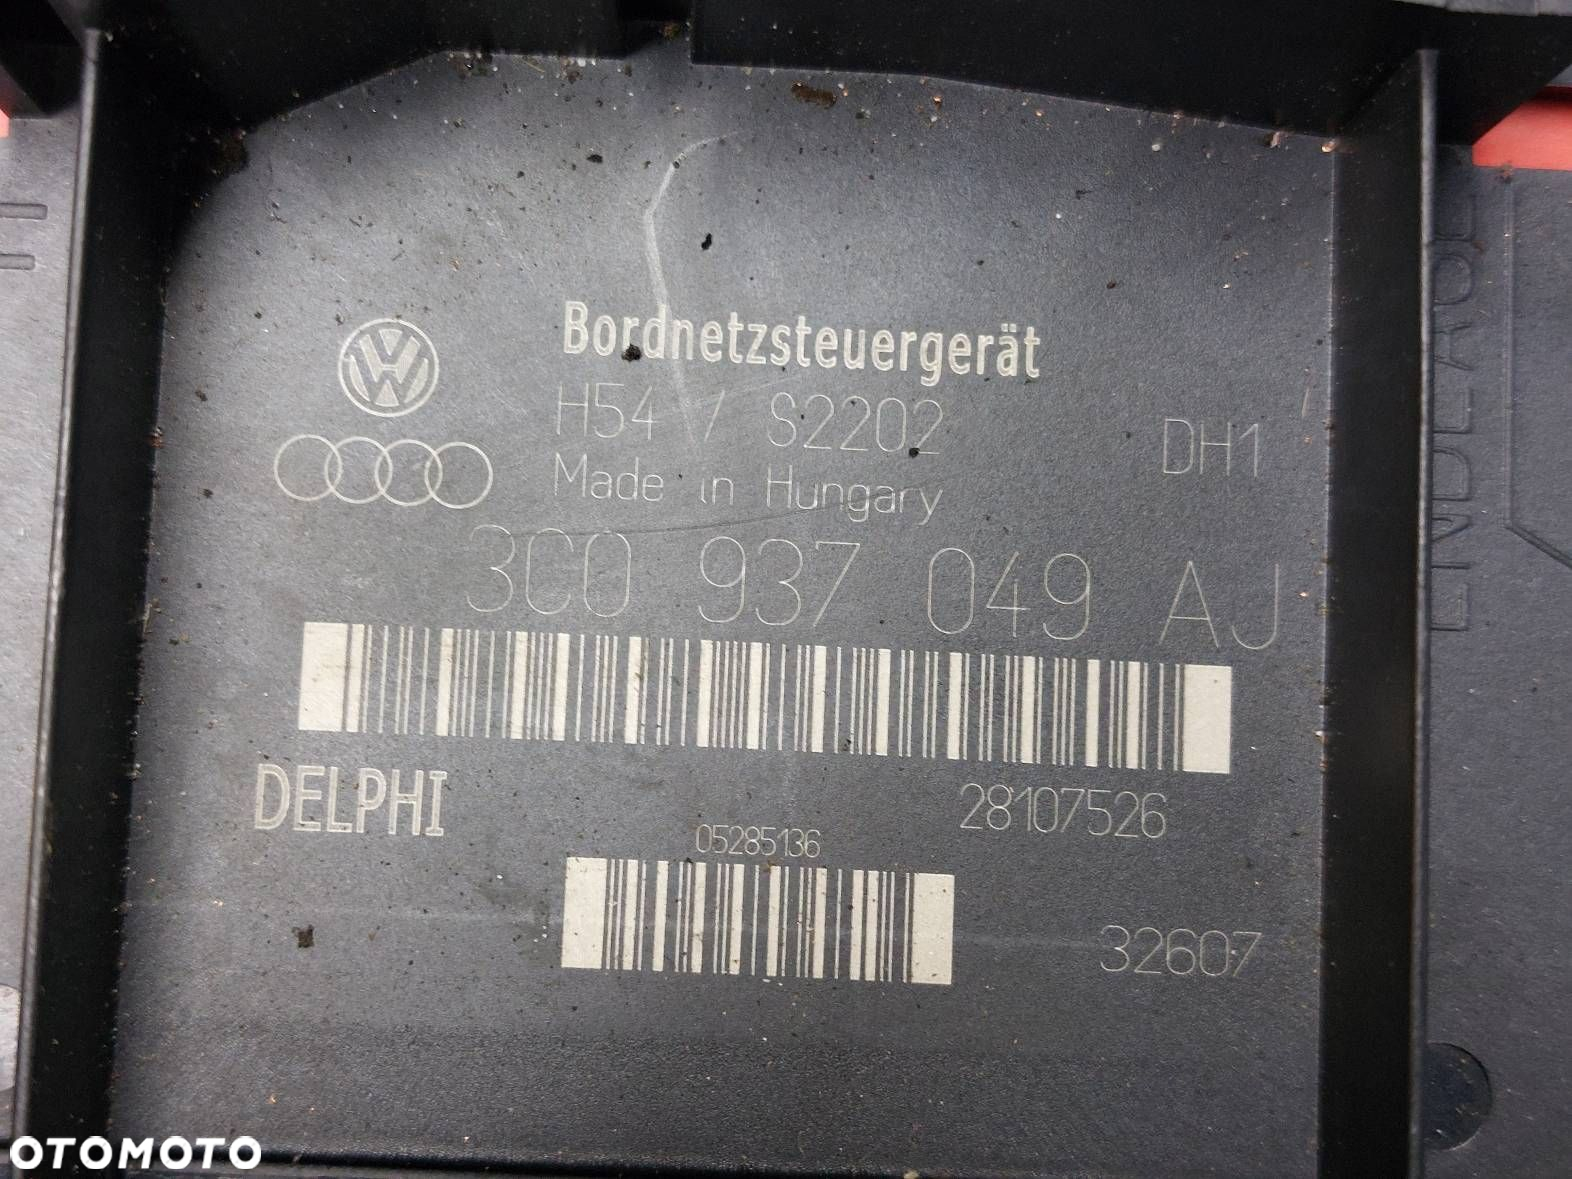 Bordnetzsteuergerät
H54 / S2202
DH1
Made in Hungary
3C0 937 049 AJ
DELPHI
28107526
05285136
32607
OTOMOTO